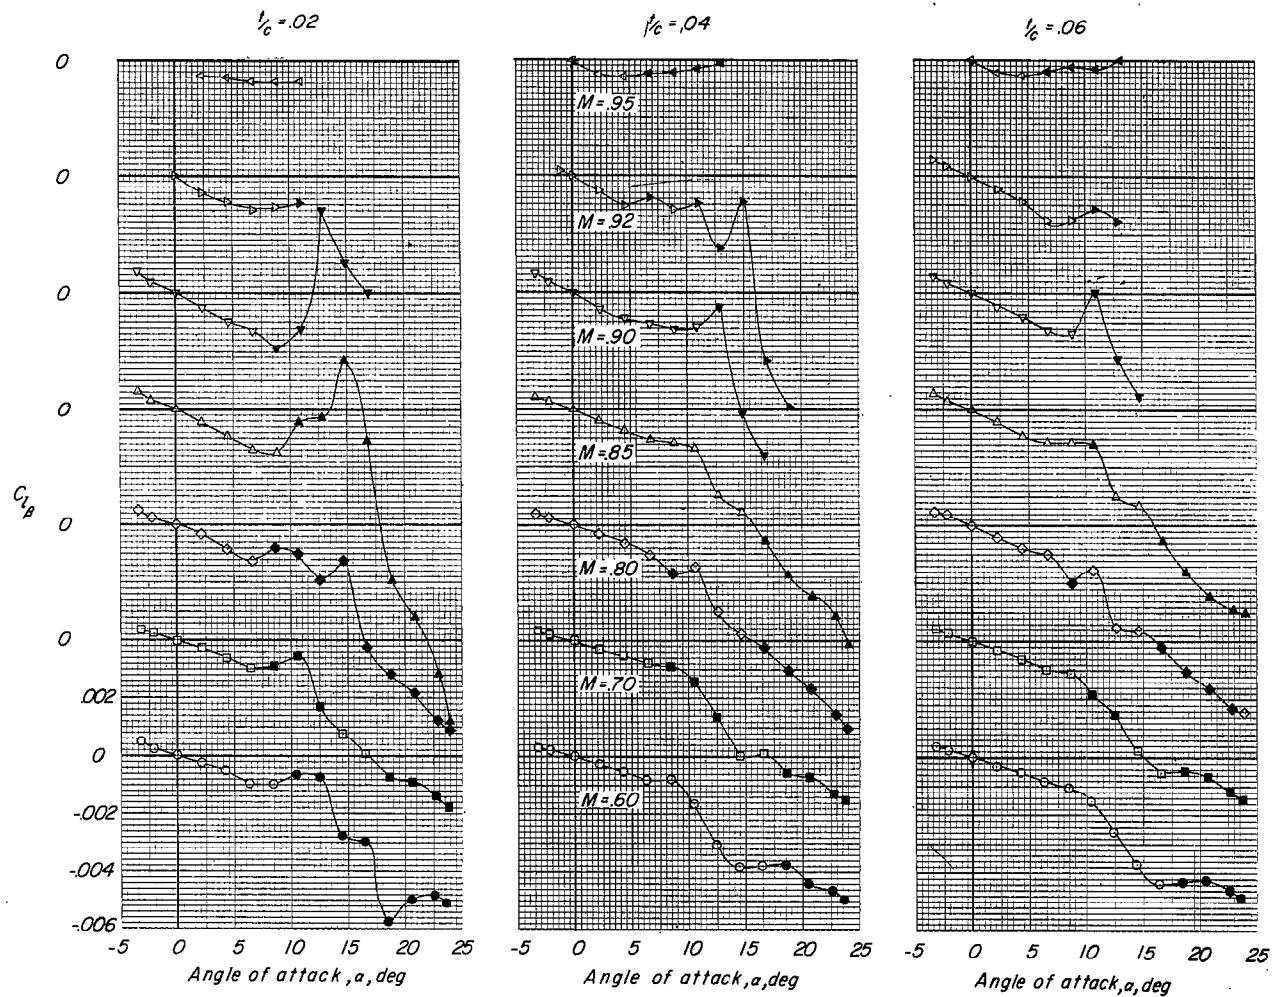 t/c = .02
t/c = .04
t/c = .06
0
M = .95
0
M = .92
0
M = .90
0
M = .85
C_lβ
0
M = .80
0
M = .70
.002
0
M = .60
-.002
-.004
-.006
-5 0 5 10 15 20 25
-5 0 5 10 15 20 25
-5 0 5 10 15 20 25
Angle of attack, α, deg
Angle of attack, α, deg
Angle of attack, α, deg